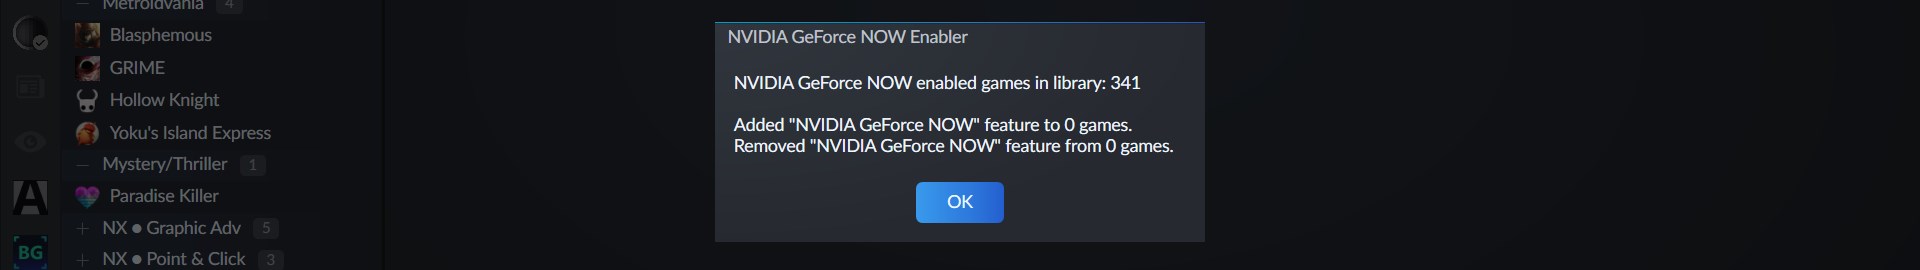 Metroidvania 4
Blasphemous
GRIME
Hollow Knight
Yoku's Island Express
Mystery/Thriller 1
Paradise Killer
NX ● Graphic Adv 5
NX ● Point & Click 3
A
BG
NVIDIA GeForce NOW Enabler
NVIDIA GeForce NOW enabled games in library: 341
Added "NVIDIA GeForce NOW" feature to 0 games.
Removed "NVIDIA GeForce NOW" feature from 0 games.
OK